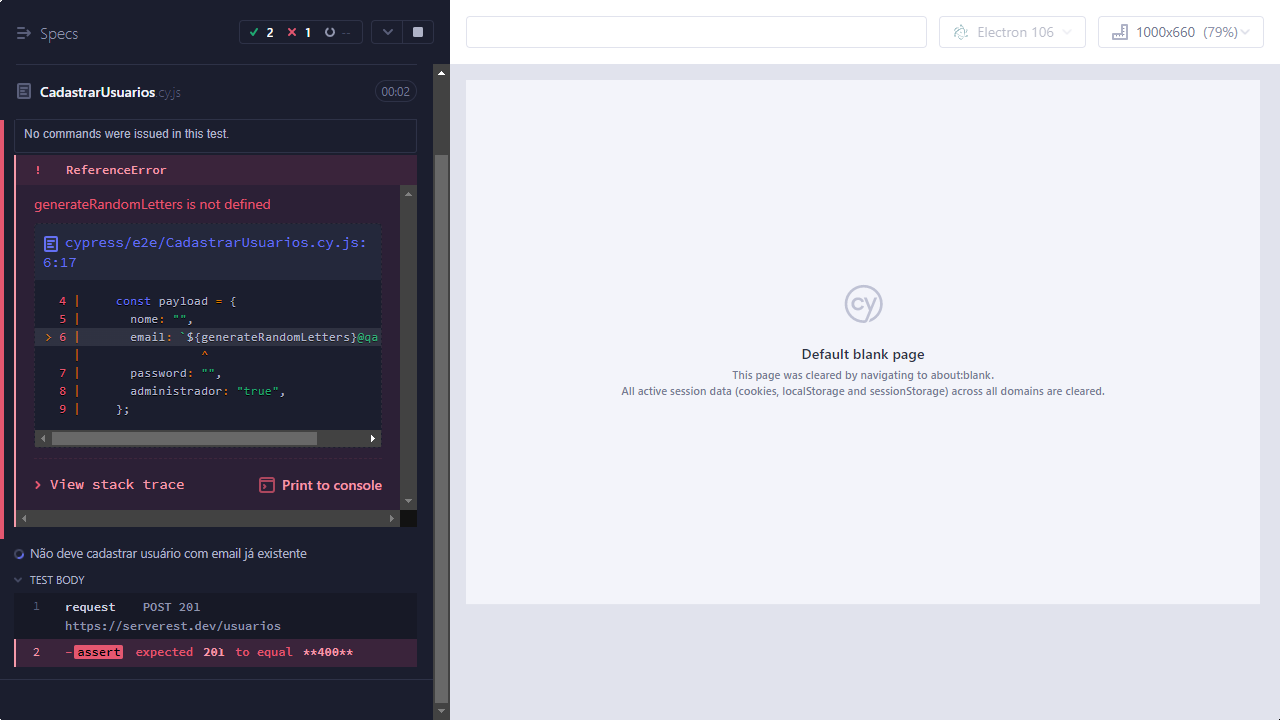 Specs
2
1
--
CadastrarUsuarios.cy.js
00:02
No commands were issued in this test.
! ReferenceError
generateRandomLetters is not defined
cypress/e2e/CadastrarUsuarios.cy.js:
6:17
4 | const payload = {
5 | nome: "",
> 6 | email: `${generateRandomLetters}@qa
| ^
7 | password: "",
8 | administrador: "true",
9 | };
> View stack trace
Print to console
Não deve cadastrar usuário com email já existente
TEST BODY
1 request POST 201
https://serverest.dev/usuarios
2 -assert expected 201 to equal **400**
Electron 106
1000x660 (79%)
cy
Default blank page
This page was cleared by navigating to about:blank.
All active session data (cookies, localStorage and sessionStorage) across all domains are cleared.